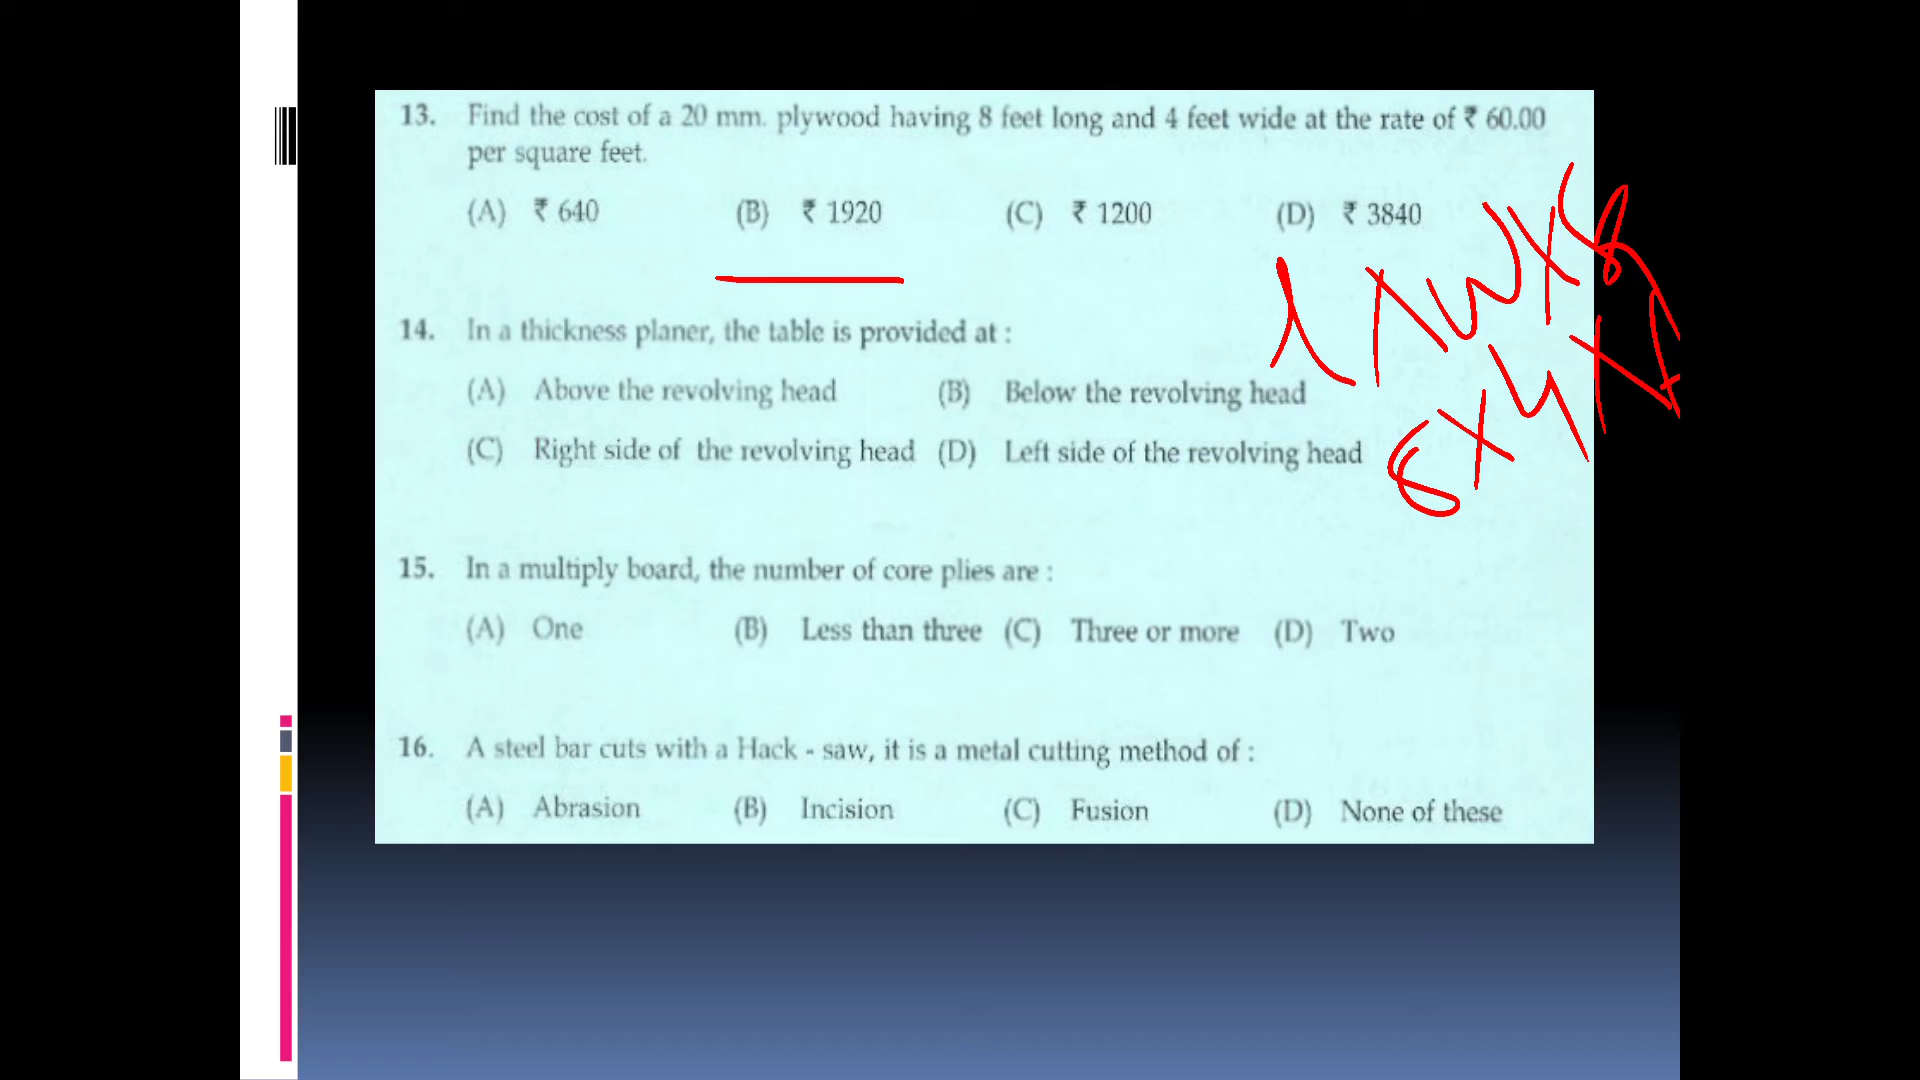 13. Find the cost of a 20 mm. plywood having 8 feet long and 4 feet wide at the rate of ₹ 60.00
per square feet.
(A) ₹ 640 (B) ₹ 1920 (C) ₹ 1200 (D) ₹ 3840
14. In a thickness planer, the table is provided at :
(A) Above the revolving head (B) Below the revolving head
(C) Right side of the revolving head (D) Left side of the revolving head
15. In a multiply board, the number of core plies are :
(A) One (B) Less than three (C) Three or more (D) Two
16. A steel bar cuts with a Hack - saw, it is a metal cutting method of :
(A) Abrasion (B) Incision (C) Fusion (D) None of these
8x4x